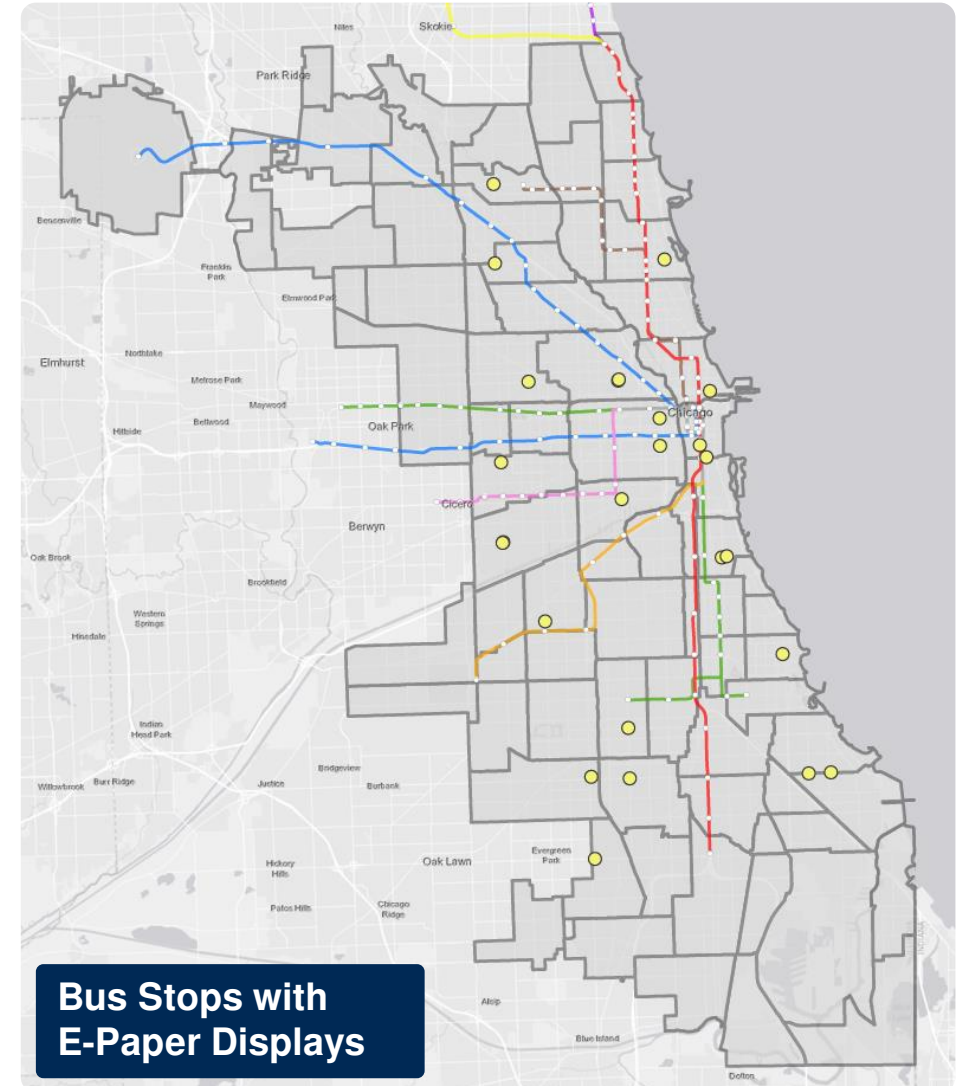 Niles
Skokie
Park Ridge
Bensenville
Franklin
Park
Elmwood Park
Elmhurst
Northlake
Melrose Park
Maywood
Chicago
Bellwood
Hillside
Oak Park
Cicero
Berwyn
Oak Brook
Brookfield
Western
Springs
Hinsdale
Indian
Head Park
Bridgeview
Willowbrook
Burr Ridge
Justice
Burbank
Evergreen
Park
Oak Lawn
Hickory
Hills
Palos Hills
Chicago
Ridge
INDIANA
Bus Stops with
E-Paper Displays
Alsip
Blue Island
Dolton